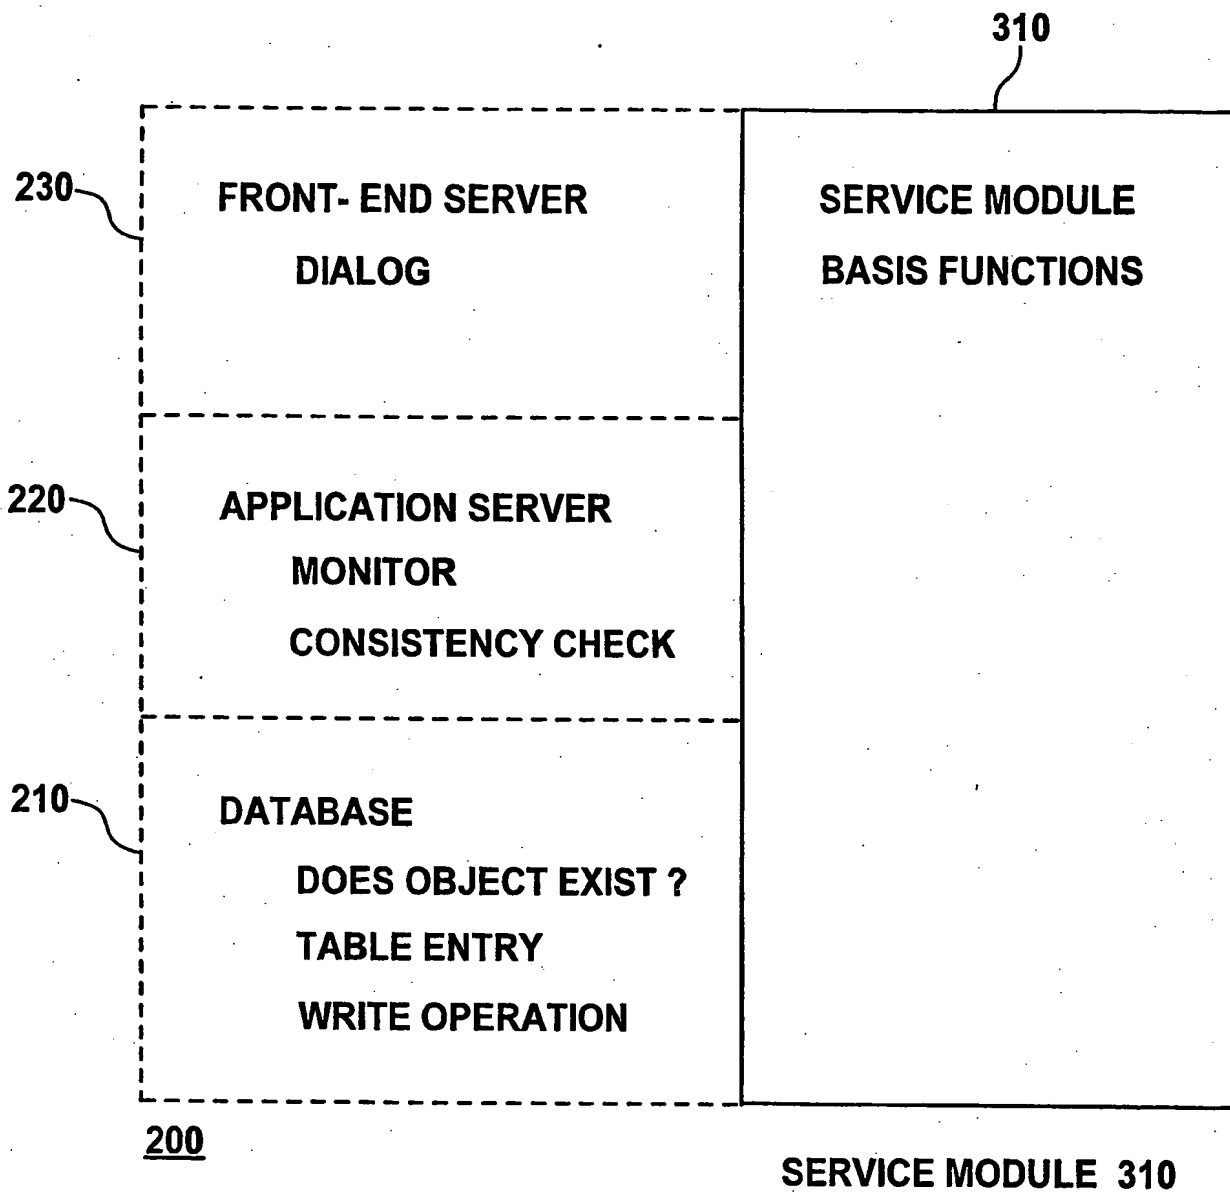 310
230
FRONT- END SERVER
DIALOG
SERVICE MODULE
BASIS FUNCTIONS
220
APPLICATION SERVER
MONITOR
CONSISTENCY CHECK
210
DATABASE
DOES OBJECT EXIST ?
TABLE ENTRY
WRITE OPERATION
200
SERVICE MODULE 310